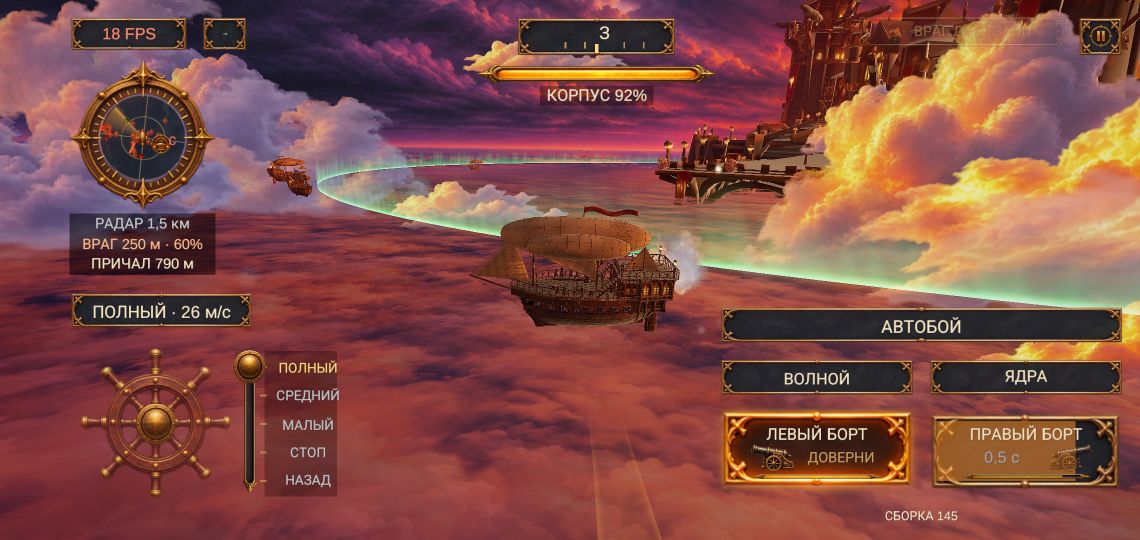 18 FPS
3
КОРПУС 92%
С
РАДАР 1,5 км
ВРАГ 250 м · 60%
ПРИЧАЛ 790 м
ПОЛНЫЙ · 26 м/с
ПОЛНЫЙ
СРЕДНИЙ
МАЛЫЙ
СТОП
НАЗАД
АВТОБОЙ
ВОЛНОЙ
ЯДРА
ЛЕВЫЙ БОРТ
ДОВЕРНИ
ПРАВЫЙ БОРТ
0,5 с
СБОРКА 145